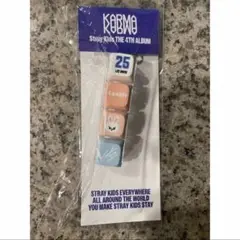 KARMA
Stray Kids THE 4TH ALBUM
25
STRAY KIDS EVERYWHERE
ALL AROUND THE WORLD
YOU MAKE STRAY KIDS STAY